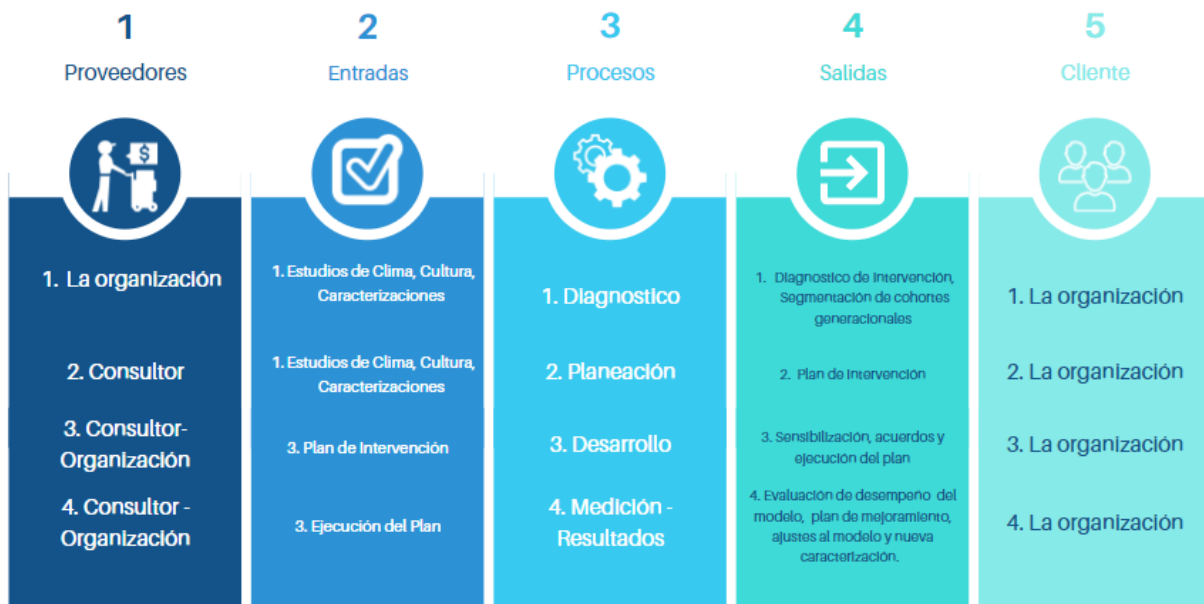 1
Proveedores
2
Entradas
3
Procesos
4
Salidas
5
Cliente
$
1. La organización
2. Consultor
3. Consultor-
Organización
4. Consultor -
Organización
1. Estudios de Clima, Cultura,
Caracterizaciones
1. Estudios de Clima, Cultura,
Caracterizaciones
3. Plan de Intervención
3. Ejecución del Plan
1. Diagnostico
2. Planeación
3. Desarrollo
4. Medición -
Resultados
1. Diagnostico de Intervención,
Segmentación de cohortes
generacionales
2. Plan de Intervención
3. Sensibilización, acuerdos y
ejecución del plan
4. Evaluación de desempeño del
modelo, plan de mejoramiento,
ajustes al modelo y nueva
caracterización.
1. La organización
2. La organización
3. La organización
4. La organización